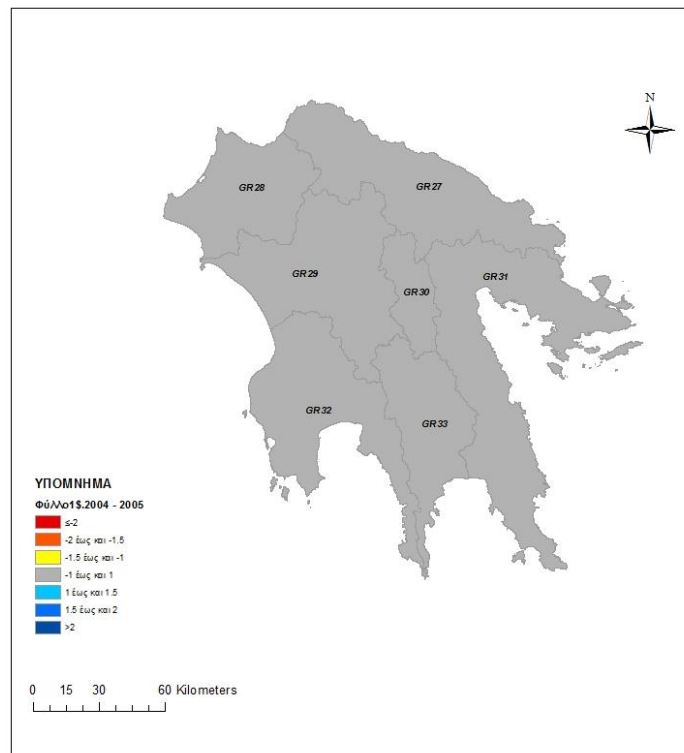 N
GR28
GR27
GR29
GR30
GR31
GR32
GR33
ΥΠΟΜΝΗΜΑ
Φύλλο1$.2004 - 2005
≤-2
-2 έως και -1.5
-1.5 έως και -1
-1 έως και 1
1 έως και 1.5
1.5 έως και 2
>2
0 15 30 60 Kilometers